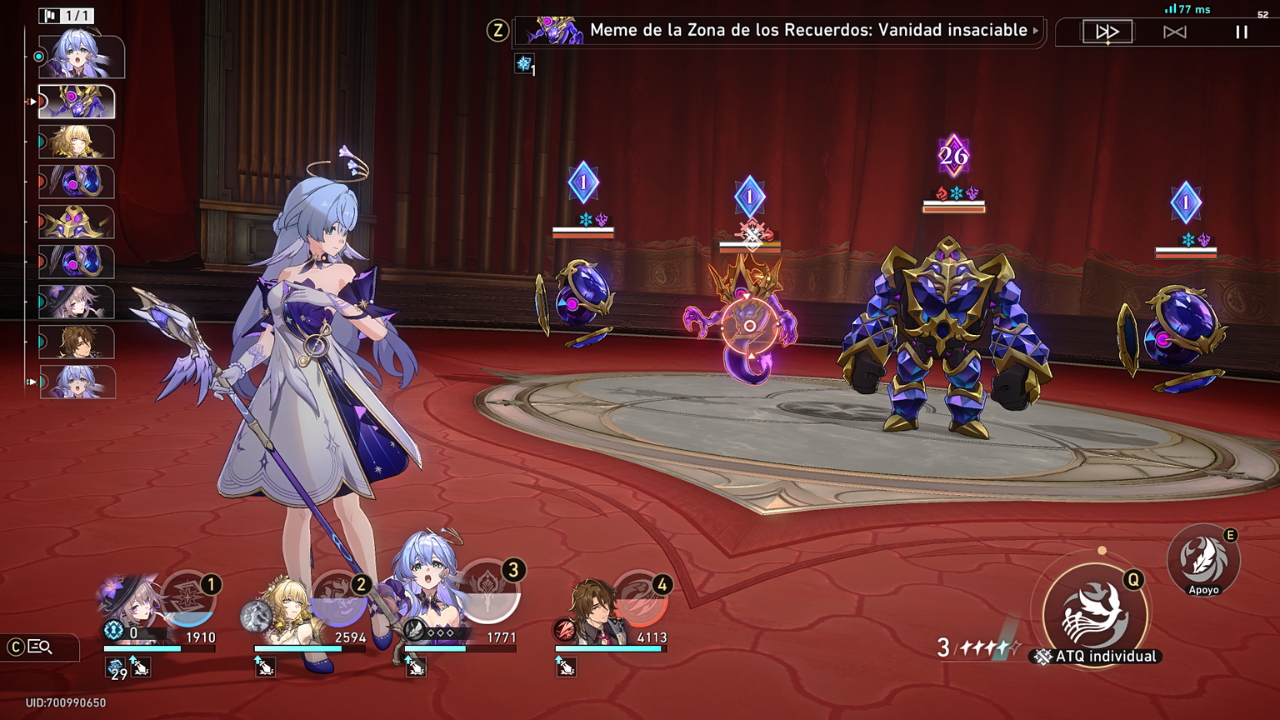 1/1
Z
Meme de la Zona de los Recuerdos: Vanidad insaciable
77 ms
52
1
26
1
1
1
E
Apoyo
Q
3
ATQ individual
1
0
1910
29
2
2594
3
1771
4
4113
C
UID:700990650